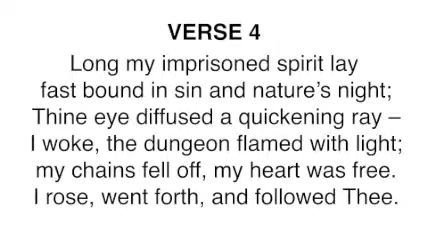 VERSE 4
Long my imprisoned spirit lay
fast bound in sin and nature’s night;
Thine eye diffused a quickening ray –
I woke, the dungeon flamed with light;
my chains fell off, my heart was free.
I rose, went forth, and followed Thee.